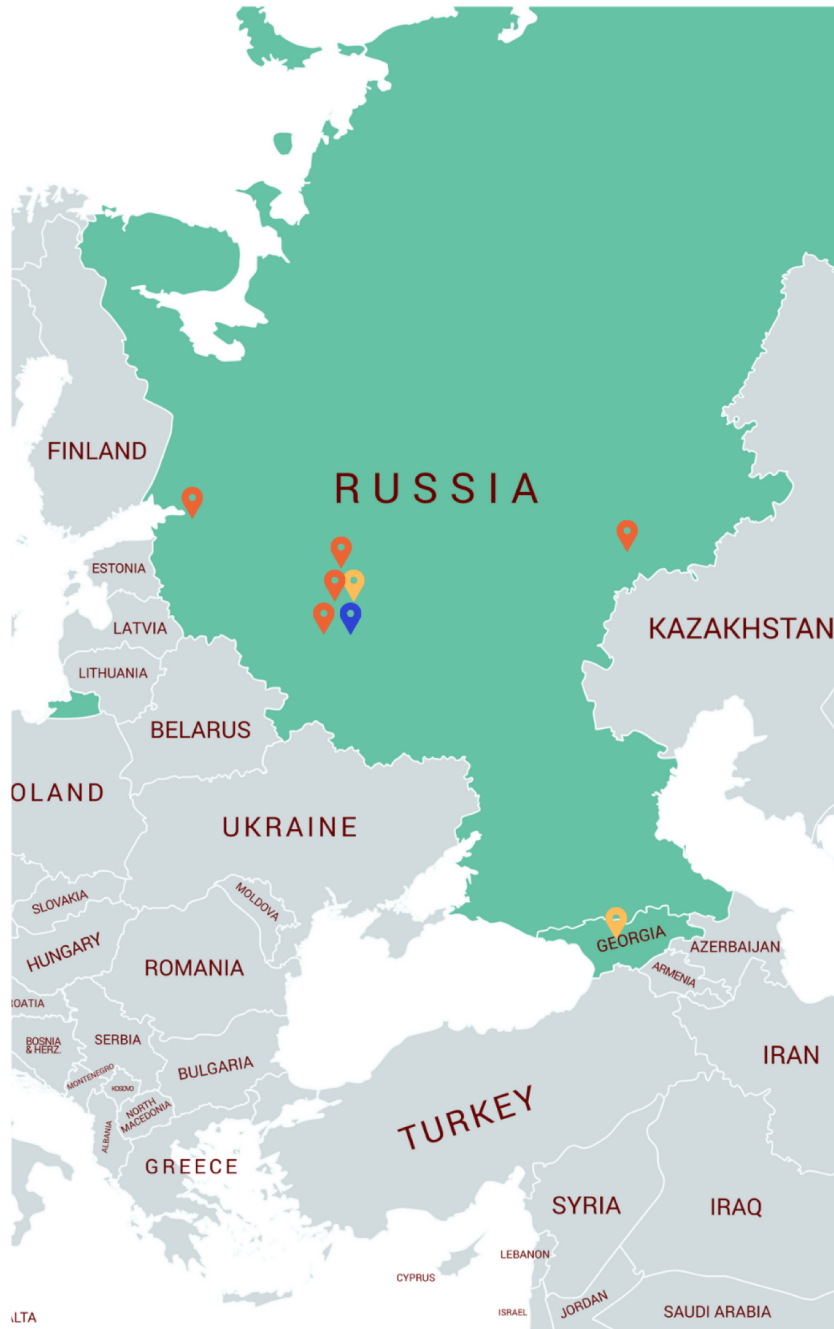 FINLAND
RUSSIA
ESTONIA
LATVIA
KAZAKHSTAN
LITHUANIA
BELARUS
OLAND
UKRAINE
SLOVAKIA
MOLDOVA
HUNGARY
GEORGIA
AZERBAIJAN
ROMANIA
ARMENIA
ROATIA
BOSNIA
& HERZ.
SERBIA
IRAN
MONTENEGRO
KOSOVO
BULGARIA
NORTH
MACEDONIA
ALBANIA
TURKEY
GREECE
SYRIA
IRAQ
LEBANON
CYPRUS
JORDAN
ISRAEL
SAUDI ARABIA
LTA